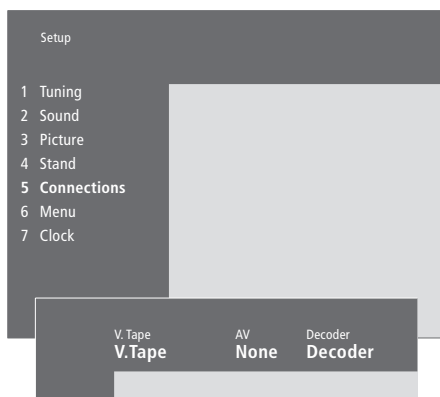 Setup
1 Tuning
2 Sound
3 Picture
4 Stand
5 Connections
6 Menu
7 Clock
V. Tape AV Decoder
V.Tape None Decoder